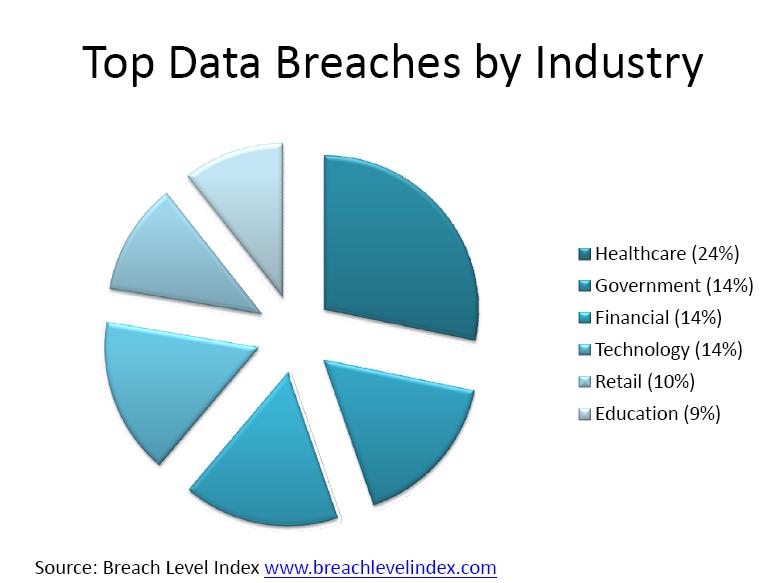 Top Data Breaches by Industry
Healthcare (24%)
Government (14%)
Financial (14%)
Technology (14%)
Retail (10%)
Education (9%)
Source: Breach Level Index www.breachlevelindex.com